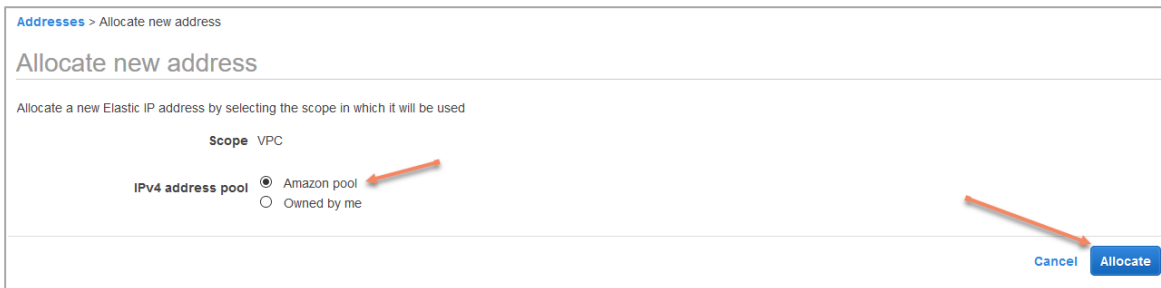 Addresses > Allocate new address
Allocate new address
Allocate a new Elastic IP address by selecting the scope in which it will be used
Scope VPC
IPv4 address pool Amazon pool
Owned by me
Cancel Allocate